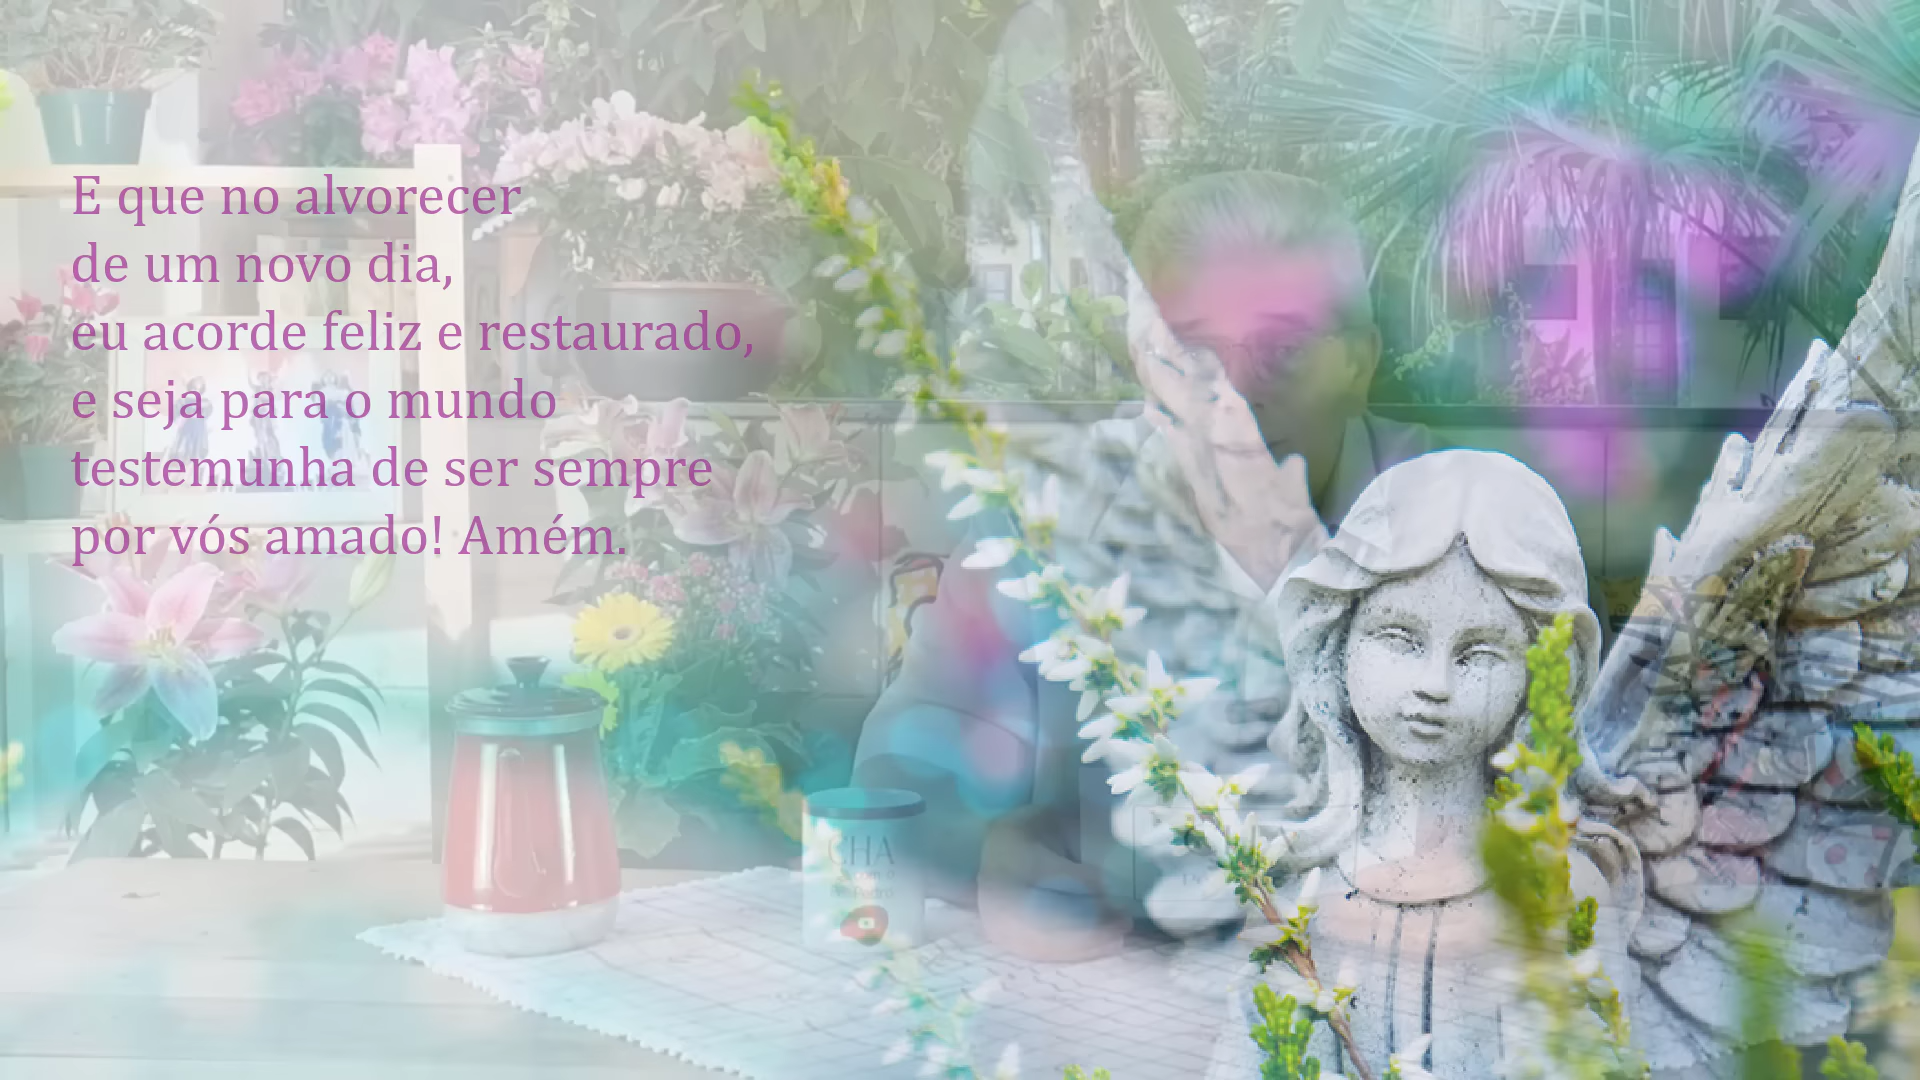 E que no alvorecer
de um novo dia,
eu acorde feliz e restaurado,
e seja para o mundo
testemunha de ser sempre
por vós amado! Amém.
CHA